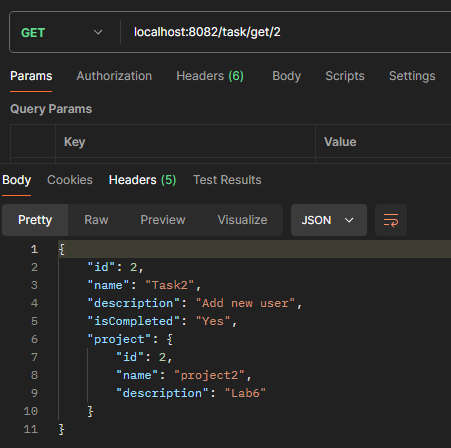 GET localhost:8082/task/get/2
Params Authorization Headers (6) Body Scripts Settings
Query Params
Key Value
Body Cookies Headers (5) Test Results
Pretty Raw Preview Visualize JSON
1 {
2 "id": 2,
3 "name": "Task2",
4 "description": "Add new user",
5 "isCompleted": "Yes",
6 "project": {
7 "id": 2,
8 "name": "project2",
9 "description": "Lab6"
10 }
11 }